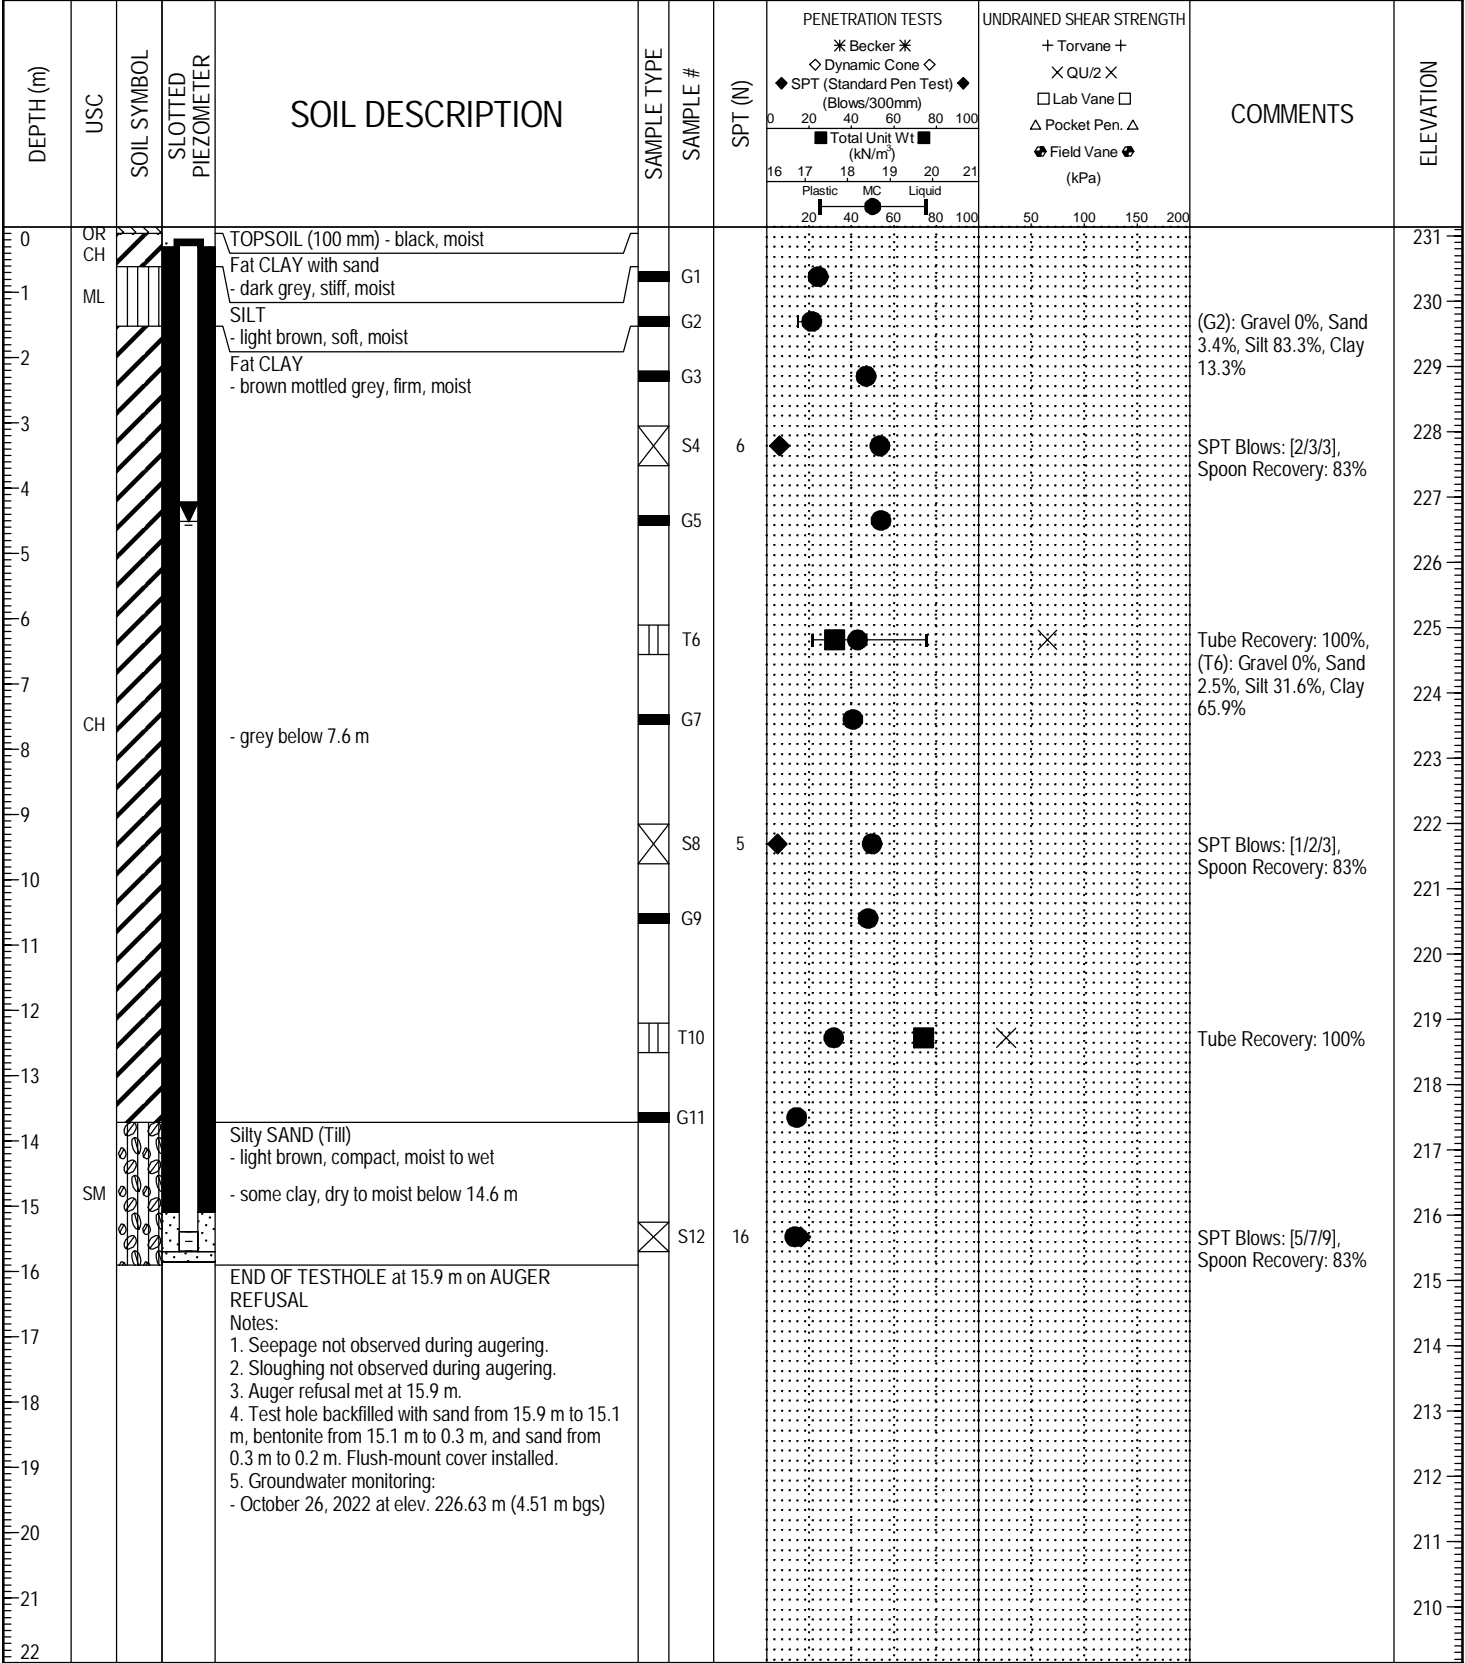 DEPTH (m)
USC
SOIL SYMBOL
SLOTTED
PIEZOMETER
SOIL DESCRIPTION
SAMPLE TYPE
SAMPLE #
SPT (N)
PENETRATION TESTS
Becker
Dynamic Cone
SPT (Standard Pen Test)
(Blows/300mm)
0 20 40 60 80 100
Total Unit Wt
(kN/m³)
16 17 18 19 20 21
Plastic MC Liquid
20 40 60 80 100
UNDRAINED SHEAR STRENGTH
+ Torvane +
QU/2
Lab Vane
Pocket Pen.
Field Vane
(kPa)
50 100 150 200
COMMENTS
ELEVATION
0
1
2
3
4
5
6
7
8
9
10
11
12
13
14
15
16
17
18
19
20
21
22
OR
CH
ML
CH
SM
TOPSOIL (100 mm) - black, moist
Fat CLAY with sand
- dark grey, stiff, moist
SILT
- light brown, soft, moist
Fat CLAY
- brown mottled grey, firm, moist
- grey below 7.6 m
Silty SAND (Till)
- light brown, compact, moist to wet
- some clay, dry to moist below 14.6 m
END OF TESTHOLE at 15.9 m on AUGER
REFUSAL
Notes:
1. Seepage not observed during augering.
2. Sloughing not observed during augering.
3. Auger refusal met at 15.9 m.
4. Test hole backfilled with sand from 15.9 m to 15.1
m, bentonite from 15.1 m to 0.3 m, and sand from
0.3 m to 0.2 m. Flush-mount cover installed.
5. Groundwater monitoring:
- October 26, 2022 at elev. 226.63 m (4.51 m bgs)
G1
G2
G3
S4
G5
T6
G7
S8
G9
T10
G11
S12
6
5
16
(G2): Gravel 0%, Sand
3.4%, Silt 83.3%, Clay
13.3%
SPT Blows: [2/3/3],
Spoon Recovery: 83%
Tube Recovery: 100%,
(T6): Gravel 0%, Sand
2.5%, Silt 31.6%, Clay
65.9%
SPT Blows: [1/2/3],
Spoon Recovery: 83%
Tube Recovery: 100%
SPT Blows: [5/7/9],
Spoon Recovery: 83%
231
230
229
228
227
226
225
224
223
222
221
220
219
218
217
216
215
214
213
212
211
210